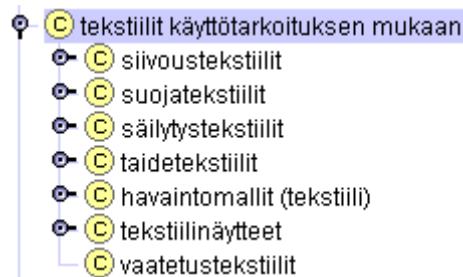 C tekstiilit käyttötarkoituksen mukaan
C siivoustekstiilit
C suojatekstiilit
C säilytystekstiilit
C taidetekstiilit
C havaintomallit (tekstiili)
C tekstiilinäytteet
C vaatetustekstiilit